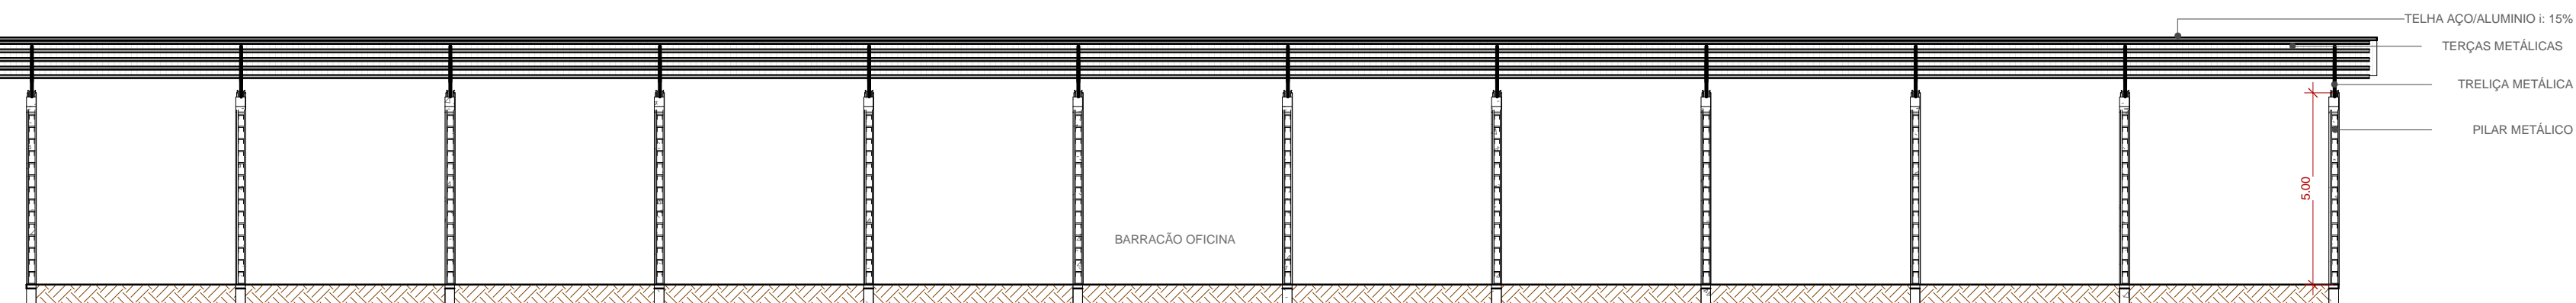 TELHA AÇO/ALUMINIO i: 15%
TERÇAS METÁLICAS
TRELIÇA METÁLICA
PILAR METÁLICO
5.00
BARRACÃO OFICINA